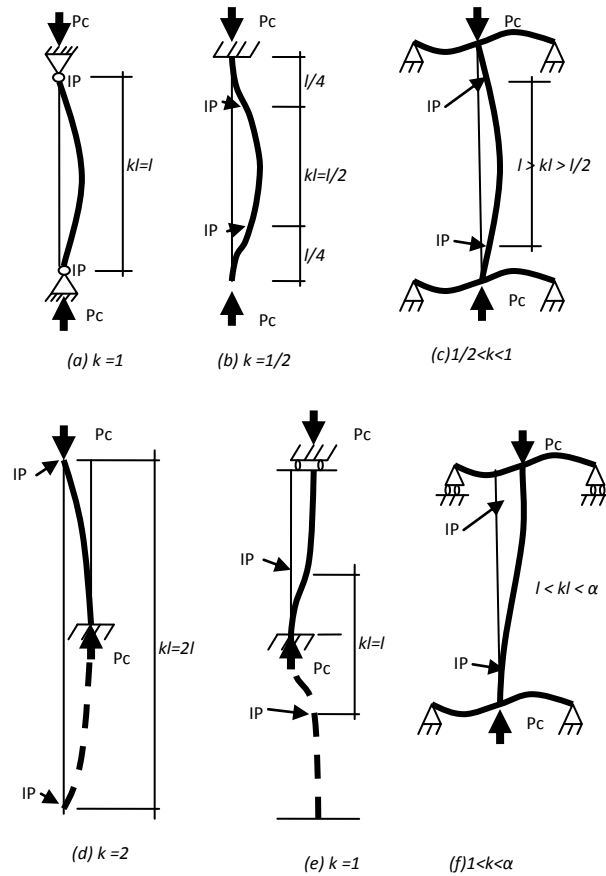 Pc
IP
kl=l
IP
Pc
(a) k =1
Pc
l/4
IP
kl=l/2
IP
l/4
Pc
(b) k =1/2
Pc
IP
l > kl > l/2
IP
Pc
(c)1/2<k<1
Pc
IP
kl=2l
Pc
IP
(d) k =2
Pc
IP
kl=l
Pc
IP
(e) k =1
Pc
IP
l < kl < α
IP
Pc
(f)1<k<α